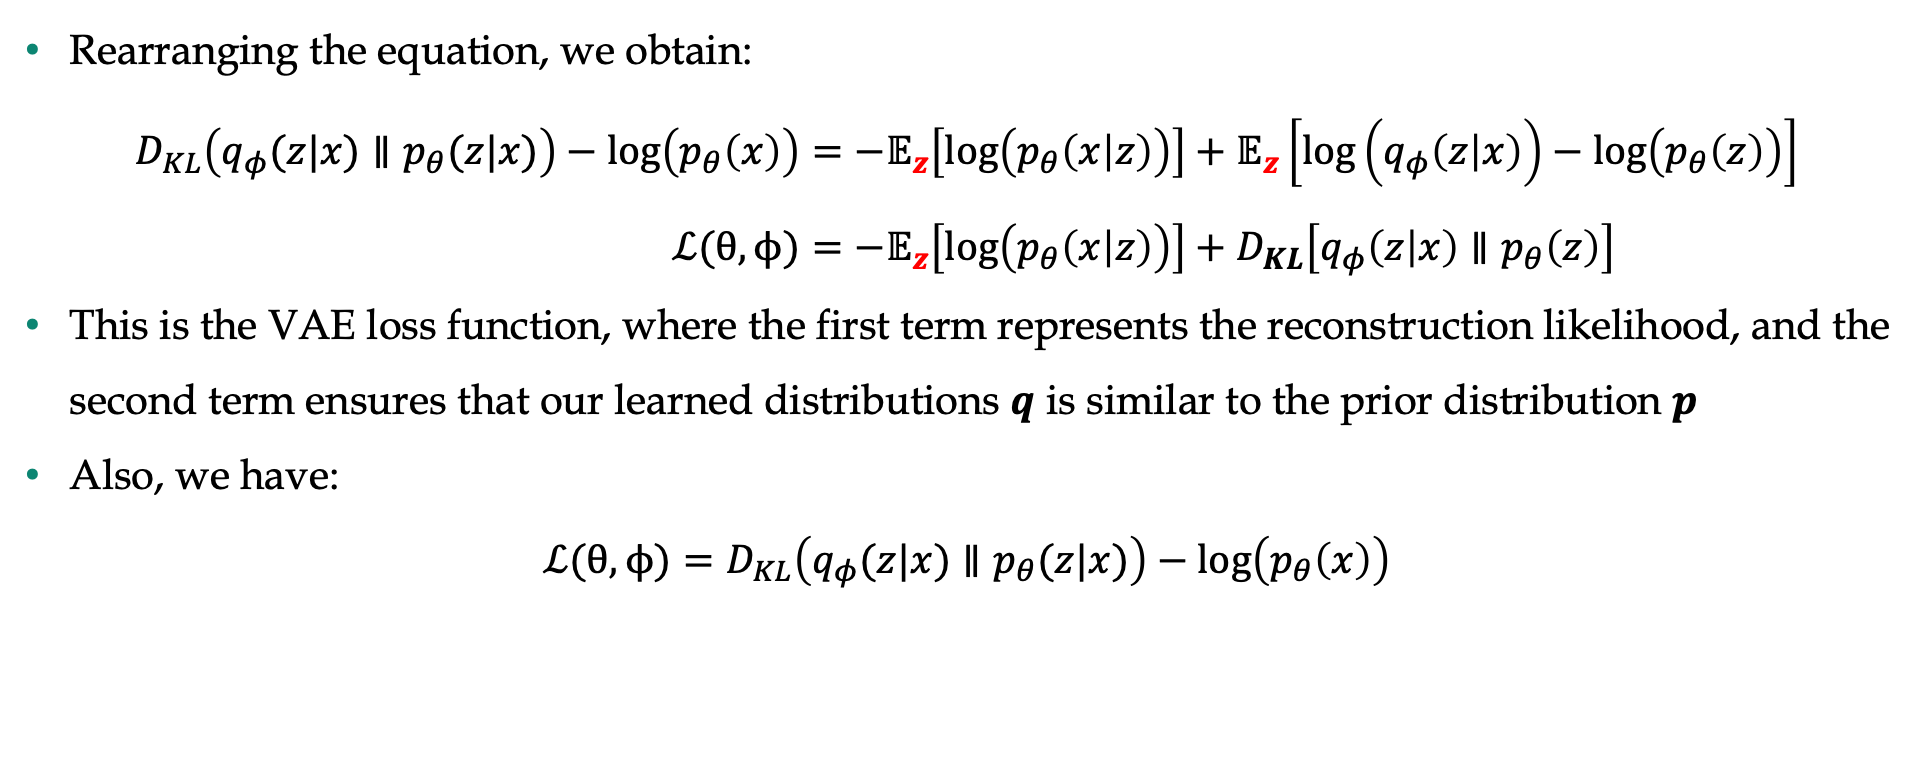 • Rearranging the equation, we obtain:
D_{KL}(q_ϕ(z|x) ∥ p_θ(z|x)) − log(p_θ(x)) = −𝔼_z[log(p_θ(x|z))] + 𝔼_z[log(q_ϕ(z|x)) − log(p_θ(z))]
ℒ(θ, ϕ) = −𝔼_z[log(p_θ(x|z))] + D_{KL}[q_ϕ(z|x) ∥ p_θ(z)]
• This is the VAE loss function, where the first term represents the reconstruction likelihood, and the
second term ensures that our learned distributions q is similar to the prior distribution p
• Also, we have:
ℒ(θ, ϕ) = D_{KL}(q_ϕ(z|x) ∥ p_θ(z|x)) − log(p_θ(x))